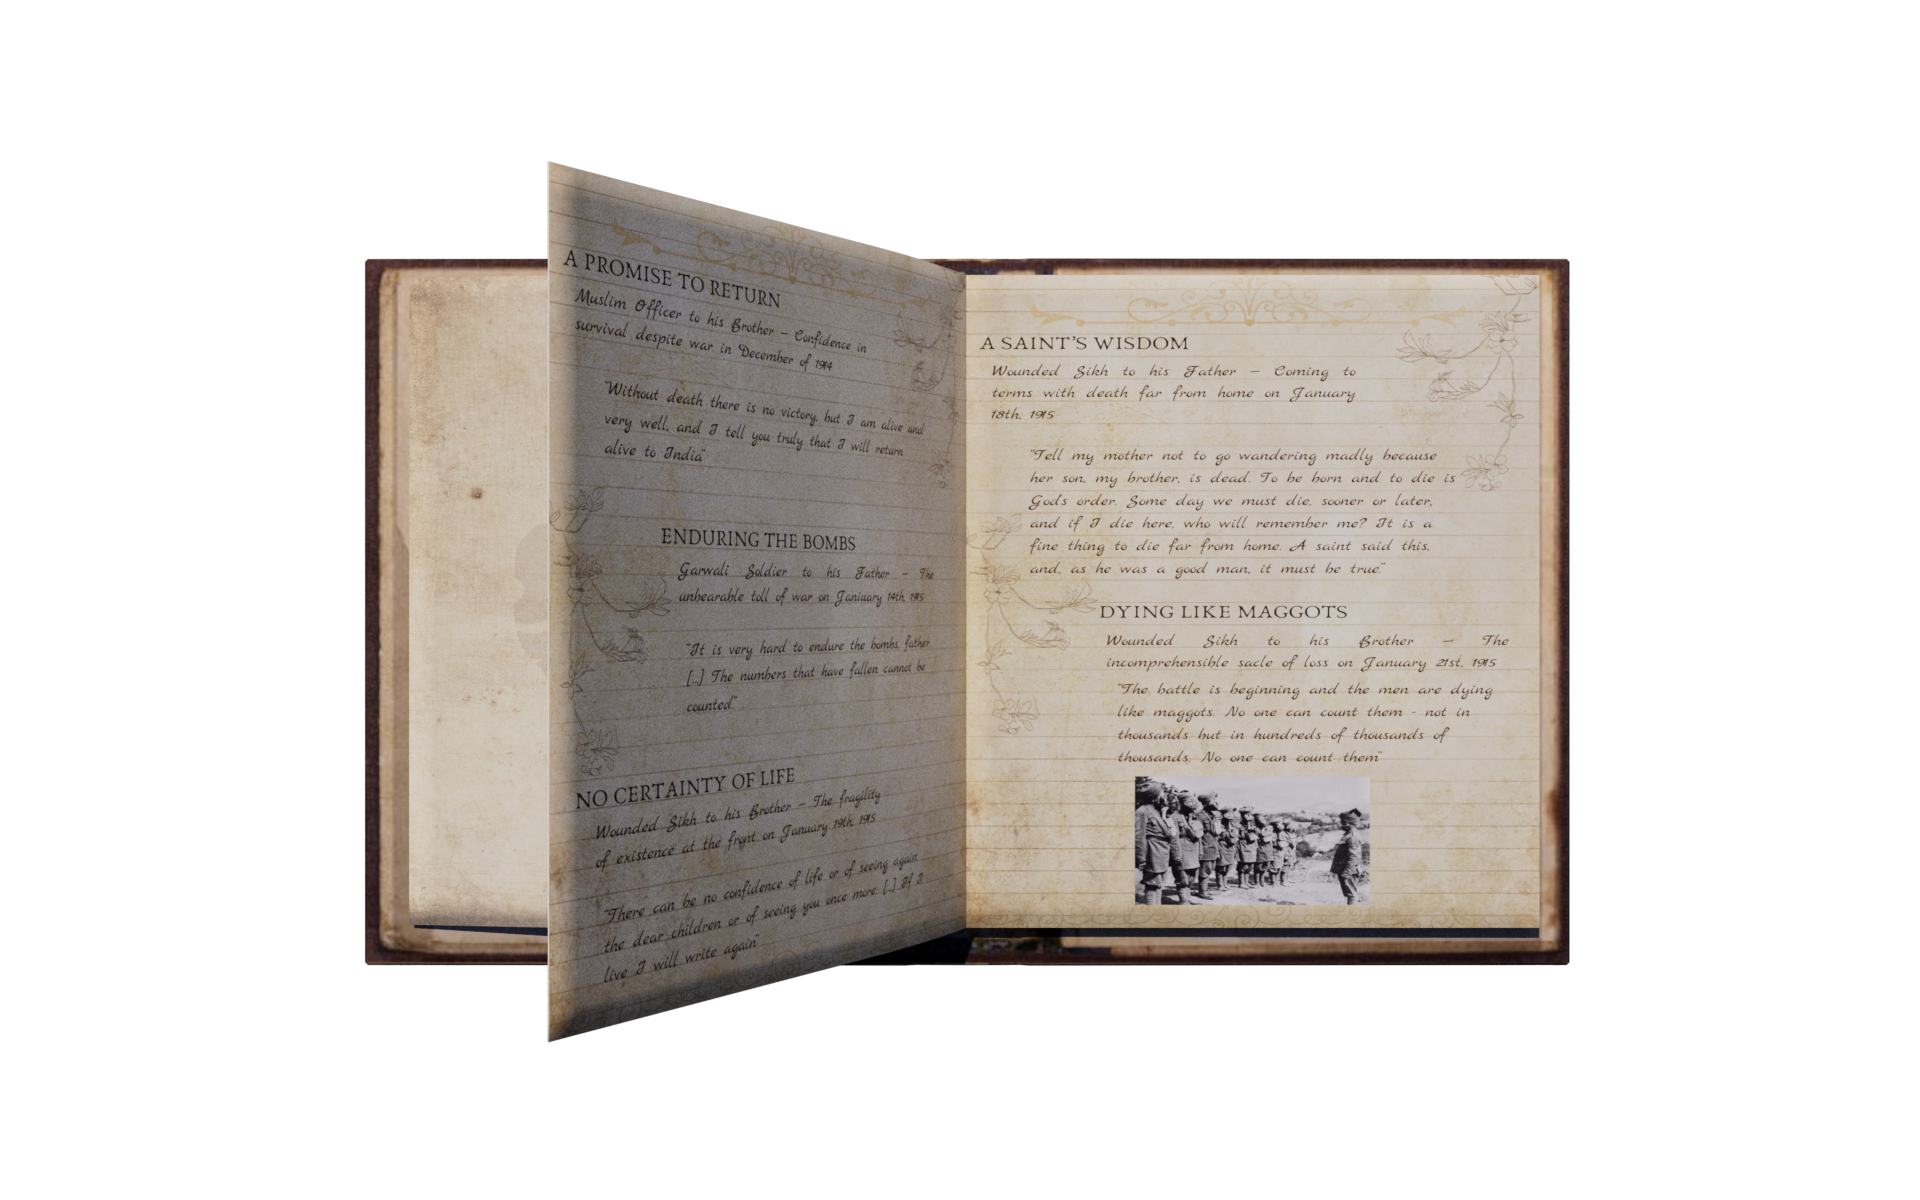 A PROMISE TO RETURN
Muslim Officer to his Brother – Confidence in
survival despite war in December of 1914
"Without death there is no victory, but I am alive and
very well, and I tell you truly that I will return
alive to India"
ENDURING THE BOMBS
Garwali Soldier to his Father – The
unbearable toll of war on Janiuary 14th, 1915
"It is very hard to endure the bombs, father
[...] The numbers that have fallen cannot be
counted"
NO CERTAINTY OF LIFE
Wounded Sikh to his Brother – The fragility
of existence at the front on January 19th, 1915
"There can be no confidence of life or of seeing again
the dear children or of seeing you once more. [...] If I
live I will write again"
A SAINT'S WISDOM
Wounded Sikh to his Father – Coming to
terms with death far from home on January
18th, 1915
"Tell my mother not to go wandering madly because
her son, my brother, is dead. To be born and to die is
God's order. Some day we must die, sooner or later,
and if I die here, who will remember me? It is a
fine thing to die far from home. A saint said this,
and, as he was a good man, it must be true."
DYING LIKE MAGGOTS
Wounded Sikh to his Brother – The
incomprehensible sacle of loss on January 21st, 1915
"The battle is beginning and the men are dying
like maggots. No one can count them - not in
thousands but in hundreds of thousands of
thousands. No one can count them"